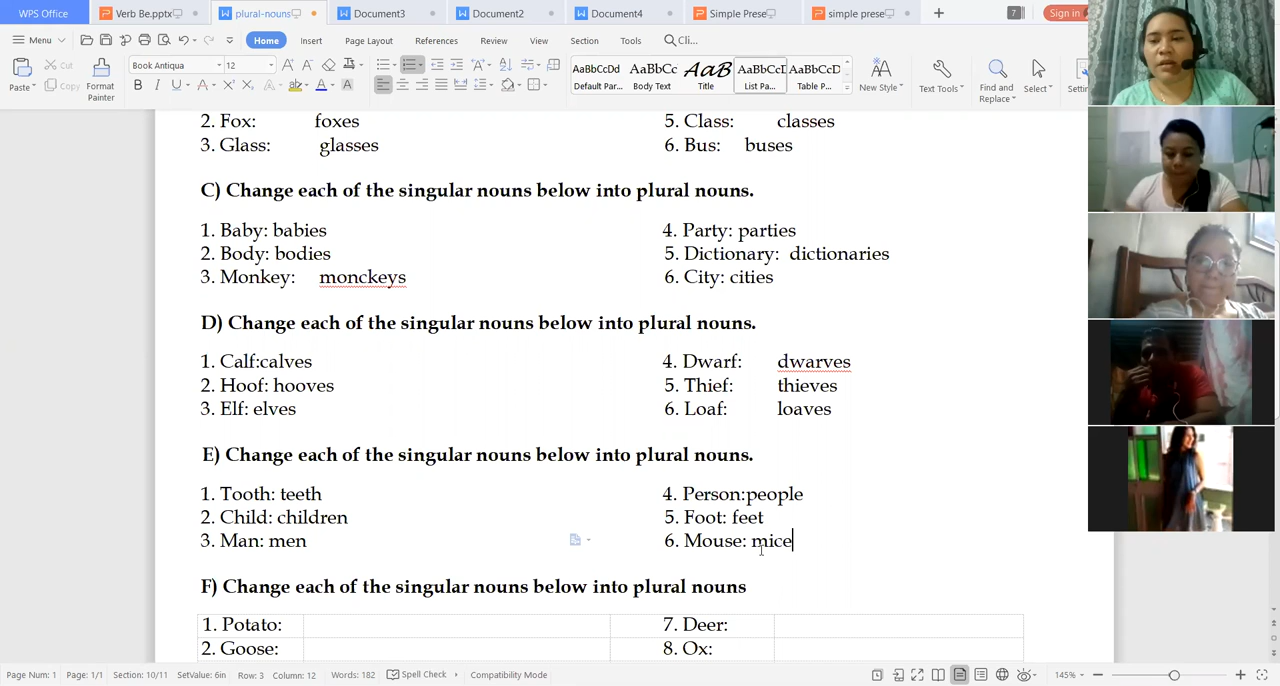 WPS Office Verb Be.pptx plural-nouns Document3 Document2 Document4 Simple Prese simple prese + 7 Sign in
Menu Home Insert Page Layout References Review View Section Tools Cli...
Paste Cut Copy Format Painter Book Antiqua 12 B I U A A A AaBbCcDd Default Par... AaBbCc Body Text AaB Title AaBbCcI List Pa... AaBbCcD Table P... New Style Text Tools Find and Replace Select Settin
2. Fox: foxes 5. Class: classes
3. Glass: glasses 6. Bus: buses
C) Change each of the singular nouns below into plural nouns.
1. Baby: babies 4. Party: parties
2. Body: bodies 5. Dictionary: dictionaries
3. Monkey: monckeys 6. City: cities
D) Change each of the singular nouns below into plural nouns.
1. Calf:calves 4. Dwarf: dwarves
2. Hoof: hooves 5. Thief: thieves
3. Elf: elves 6. Loaf: loaves
E) Change each of the singular nouns below into plural nouns.
1. Tooth: teeth 4. Person:people
2. Child: children 5. Foot: feet
3. Man: men 6. Mouse: mice
F) Change each of the singular nouns below into plural nouns
1. Potato: 7. Deer:
2. Goose: 8. Ox:
Page Num: 1 Page: 1/1 Section: 10/11 SetValue: 6in Row: 3 Column: 12 Words: 182 Spell Check Compatibility Mode 145%